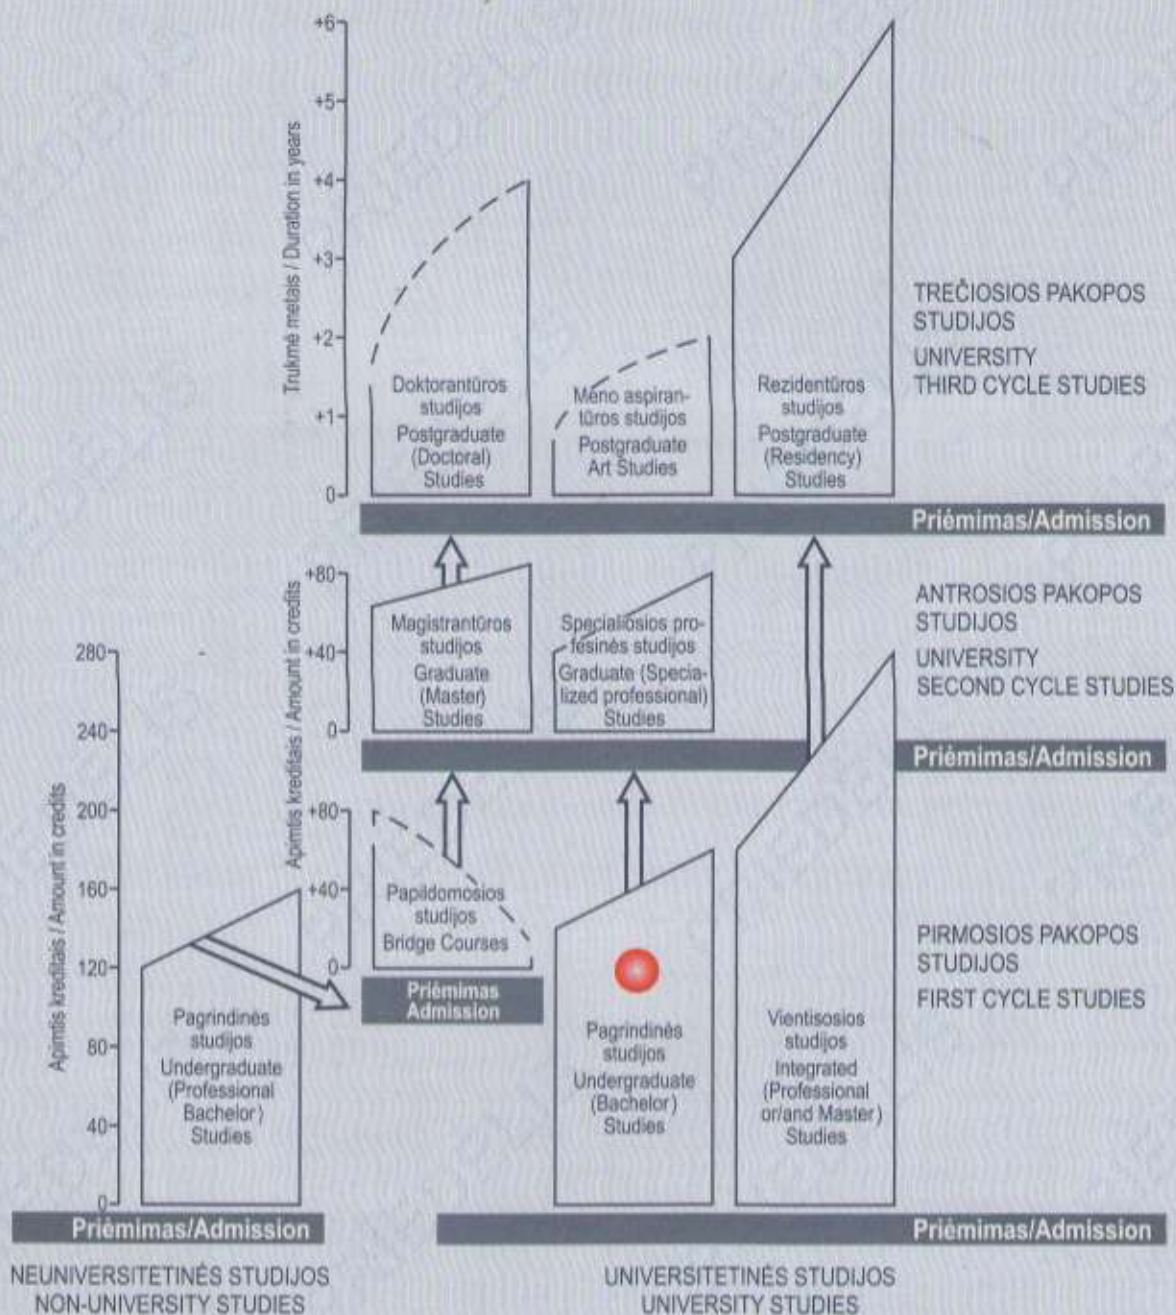 +6
+5
+4
+3
+2
+1
0
Trukmė metais / Duration in years
Doktorantūros
studijos
Postgraduate
(Doctoral)
Studies
Meno aspiran-
tūros studijos
Postgraduate
Art Studies
Rezidentūros
studijos
Postgraduate
(Residency)
Studies
TREČIOSIOS PAKOPOS
STUDIJOS
UNIVERSITY
THIRD CYCLE STUDIES
Priėmimas/Admission
+80
+40
0
Apimtis kreditais / Amount in credits
Magistrantūros
studijos
Graduate
(Master)
Studies
Specialiosios pro-
fesinės studijos
Graduate (Specia-
lized professional)
Studies
ANTROSIOS PAKOPOS
STUDIJOS
UNIVERSITY
SECOND CYCLE STUDIES
Priėmimas/Admission
280
240
200
160
120
80
40
0
Apimtis kreditais / Amount in credits
+80
+40
0
Papildomosios
studijos
Bridge Courses
Priėmimas
Admission
Pagrindinės
studijos
Undergraduate
(Professional
Bachelor)
Studies
Pagrindinės
studijos
Undergraduate
(Bachelor)
Studies
Vientisosios
studijos
Integrated
(Professional
or/and Master)
Studies
PIRMOSIOS PAKOPOS
STUDIJOS
FIRST CYCLE STUDIES
Priėmimas/Admission
Priėmimas/Admission
NEUNIVERSITETINĖS STUDIJOS
NON-UNIVERSITY STUDIES
UNIVERSITETINĖS STUDIJOS
UNIVERSITY STUDIES